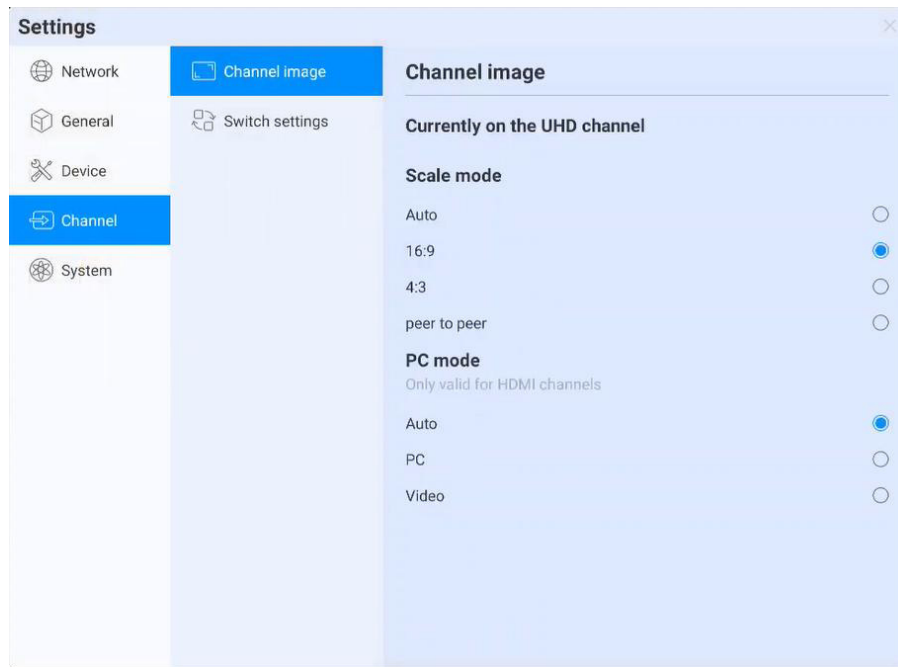 Settings
Network
General
Device
Channel
System
Channel image
Switch settings
Channel image
Currently on the UHD channel
Scale mode
Auto
16:9
4:3
peer to peer
PC mode
Only valid for HDMI channels
Auto
PC
Video